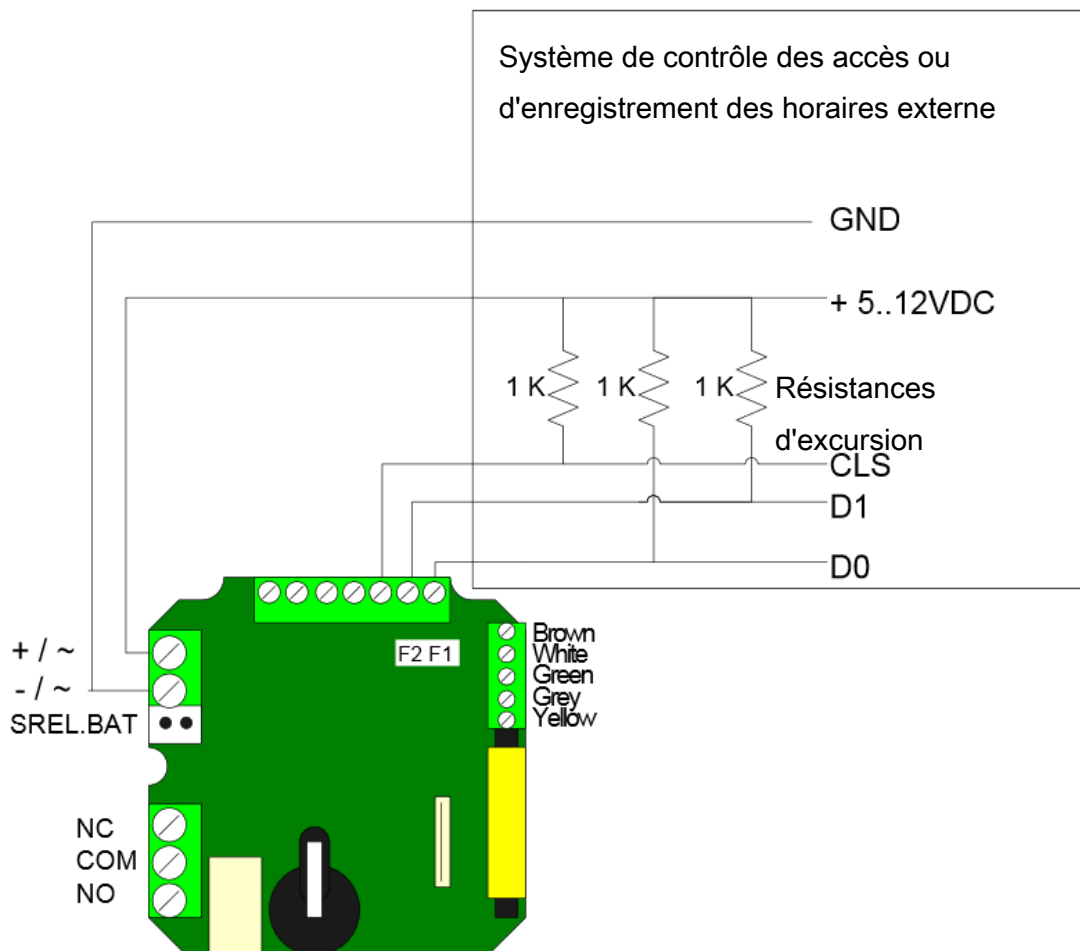 Système de contrôle des accès ou
d'enregistrement des horaires externe
GND
+ 5..12VDC
1 K 1 K 1 K Résistances
d'excursion
CLS
D1
D0
F2 F1
Brown
White
Green
Grey
Yellow
+ / ~
- / ~
SREL.BAT
NC
COM
NO